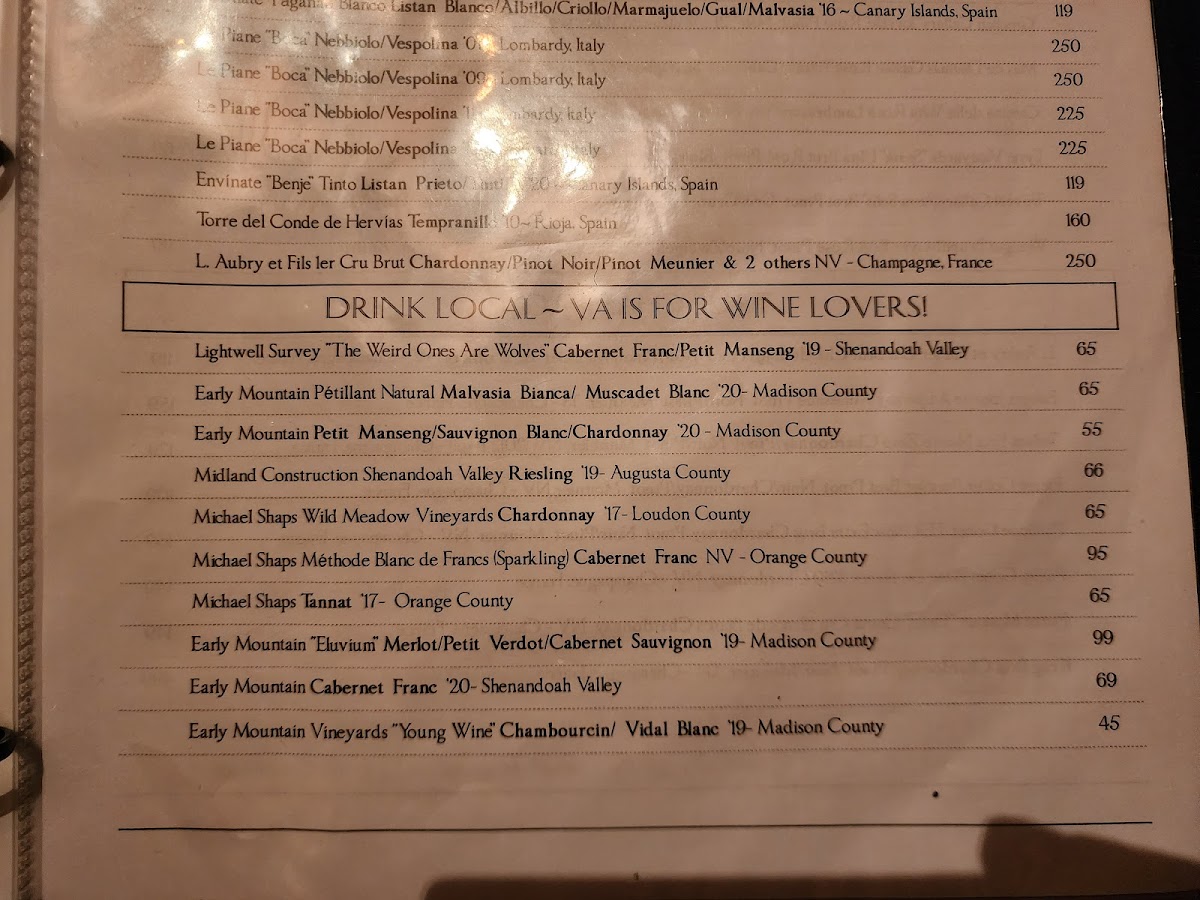 Blanco Listan Blanco/Albillo/Criollo/Marmajuelo/Gual/Malvasia '16 ~ Canary Islands, Spain 119
Piane "Boca" Nebbiolo/Vespolina Lombardy, Italy 250
Le Piane "Boca" Nebbiolo/Vespolina '09 Lombardy, Italy 250
Le Piane "Boca" Nebbiolo/Vespolina Lombardy, Italy 225
Le Piane "Boca" Nebbiolo/Vespolina 225
Envínate "Benje" Tinto Listan Prieto/ '20 Canary Islands, Spain 119
Torre del Conde de Hervías Tempranillo '10~ Rioja, Spain 160
L. Aubry et Fils 1er Cru Brut Chardonnay/Pinot Noir/Pinot Meunier & 2 others NV - Champagne, France 250
DRINK LOCAL ~ VA IS FOR WINE LOVERS!
Lightwell Survey "The Weird Ones Are Wolves" Cabernet Franc/Petit Manseng '19 - Shenandoah Valley 65
Early Mountain Pétillant Natural Malvasia Bianca/ Muscadet Blanc '20- Madison County 65
Early Mountain Petit Manseng/Sauvignon Blanc/Chardonnay '20 - Madison County 55
Midland Construction Shenandoah Valley Riesling '19- Augusta County 66
Michael Shaps Wild Meadow Vineyards Chardonnay '17- Loudon County 65
Michael Shaps Méthode Blanc de Francs (Sparkling) Cabernet Franc NV - Orange County 95
Michael Shaps Tannat '17- Orange County 65
Early Mountain "Eluvium" Merlot/Petit Verdot/Cabernet Sauvignon '19- Madison County 99
Early Mountain Cabernet Franc '20- Shenandoah Valley 69
Early Mountain Vineyards "Young Wine" Chambourcin/ Vidal Blanc '19- Madison County 45